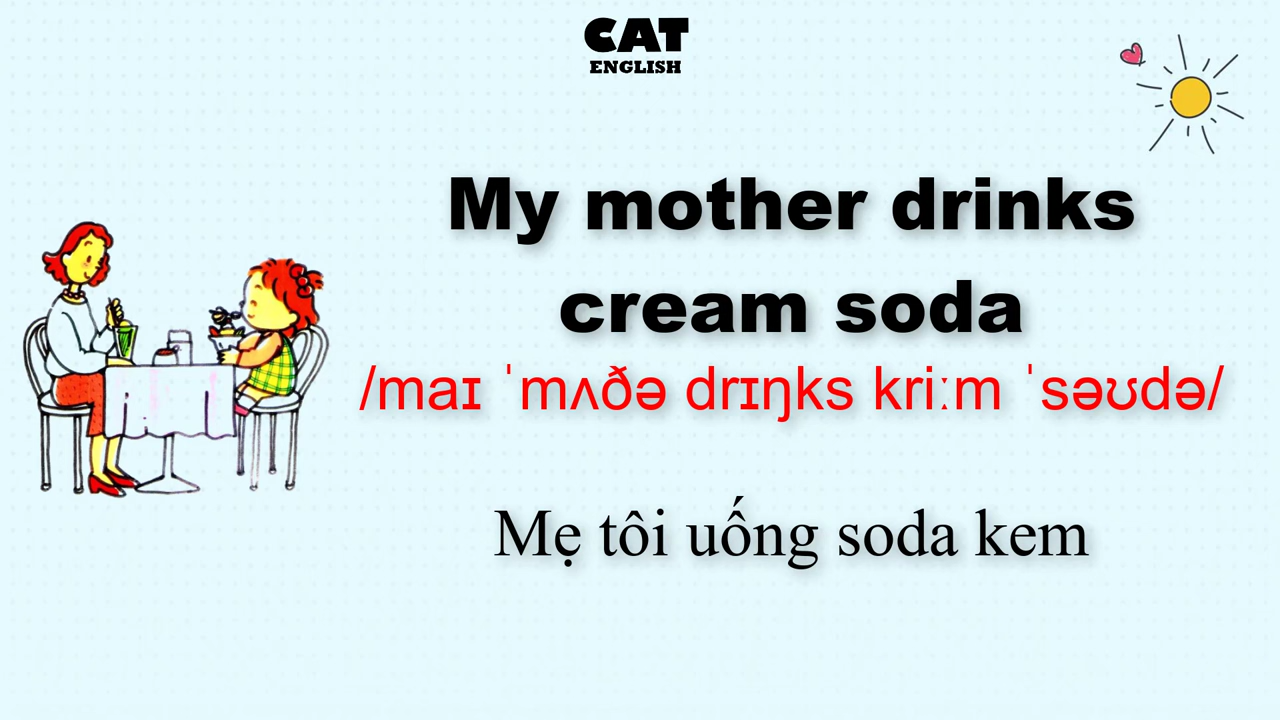 CAT
ENGLISH
My mother drinks
cream soda
/maɪ ˈmʌðə drɪŋks kriːm ˈsəʊdə/
Mẹ tôi uống soda kem